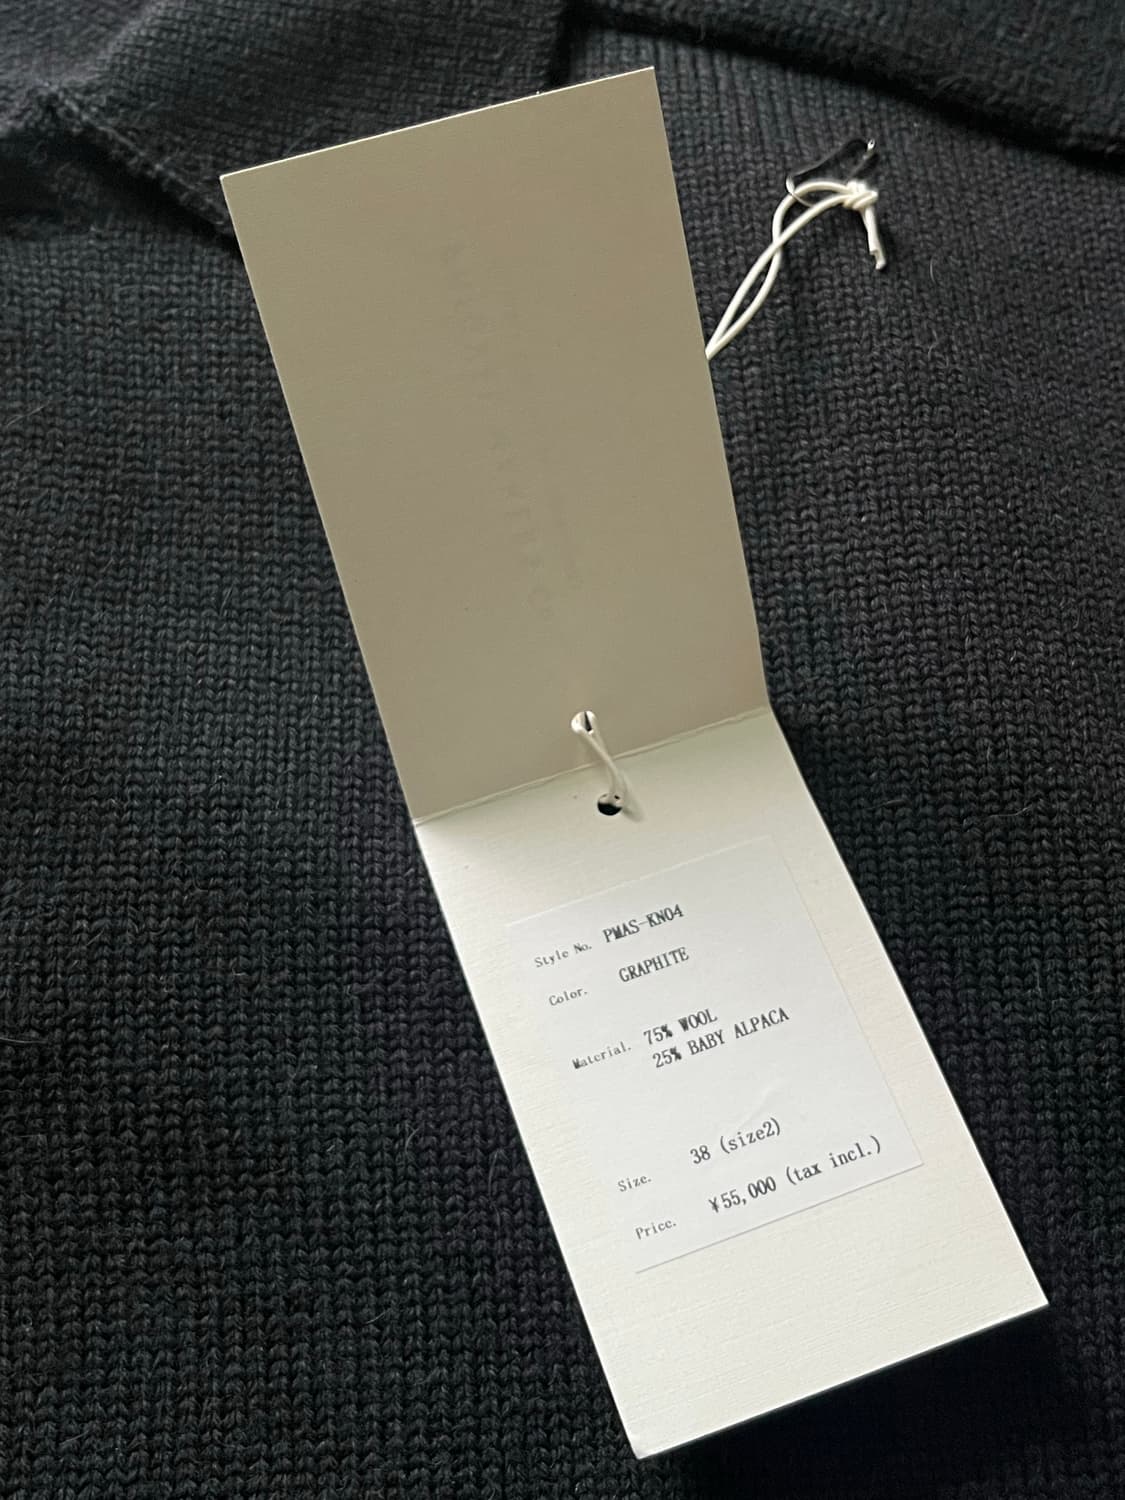 Style No. PMAS-KN04
Color. GRAPHITE
Material. 75% WOOL
25% BABY ALPACA
Size. 38 (size2)
Price. ¥55,000 (tax incl.)